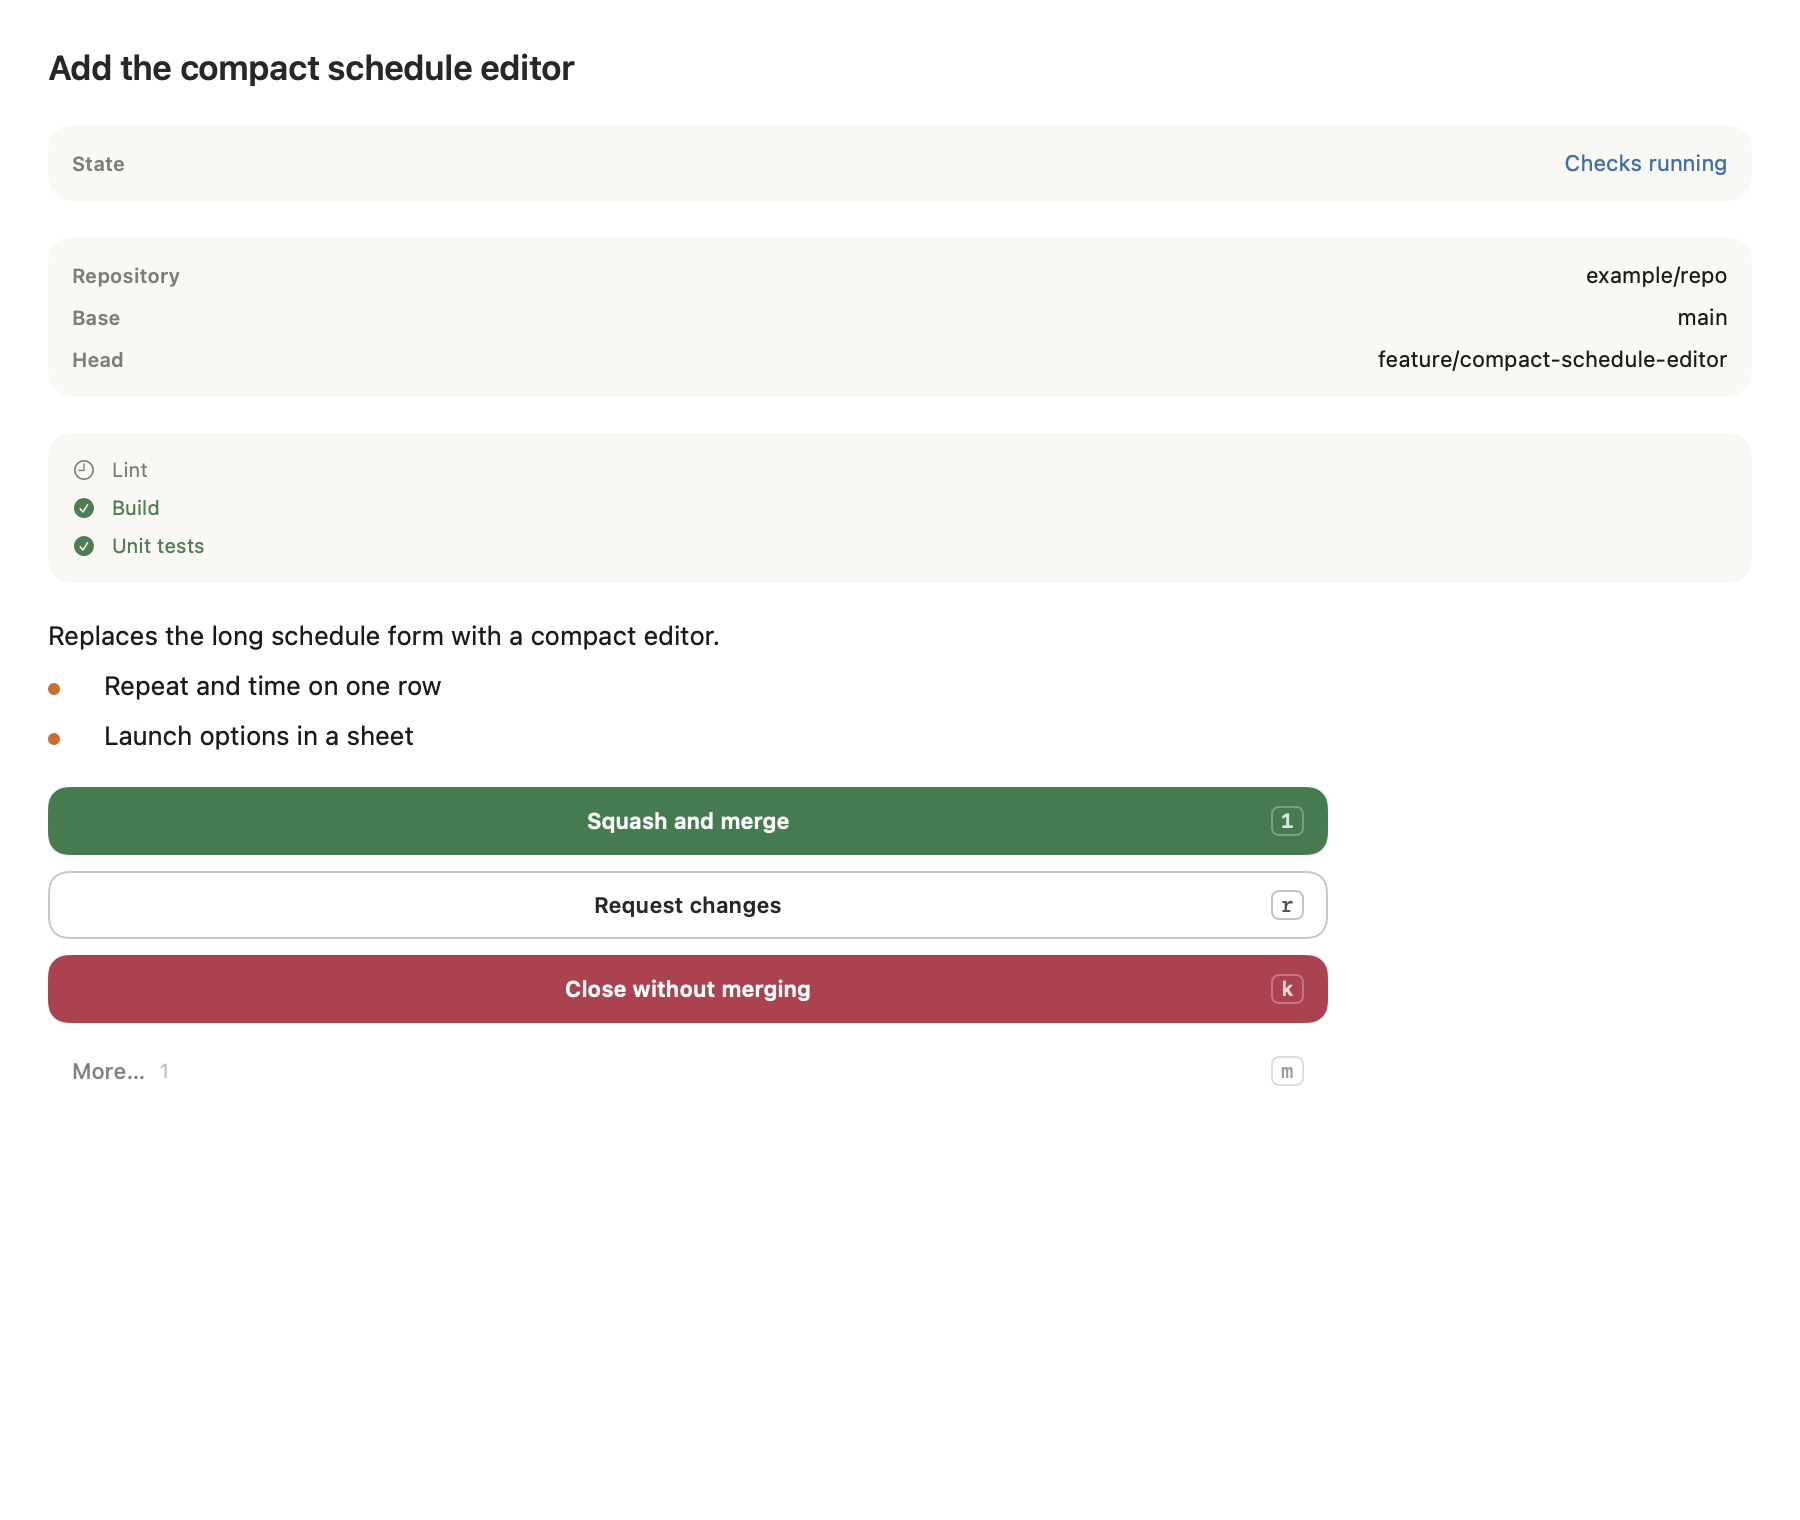 Add the compact schedule editor
State Checks running
Repository example/repo
Base main
Head feature/compact-schedule-editor
Lint
Build
Unit tests
Replaces the long schedule form with a compact editor.
Repeat and time on one row
Launch options in a sheet
Squash and merge 1
Request changes r
Close without merging k
More... 1 m